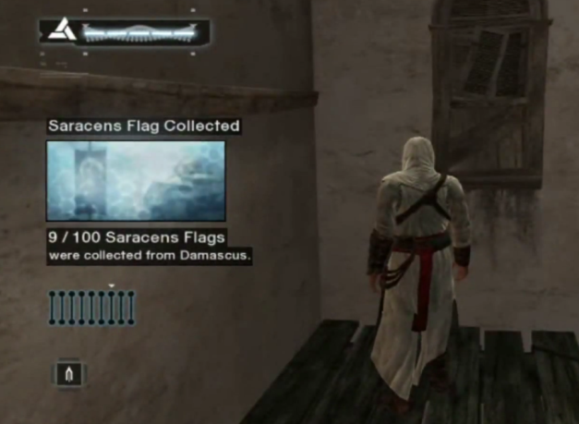 Saracens Flag Collected
9 / 100 Saracens Flags
were collected from Damascus.